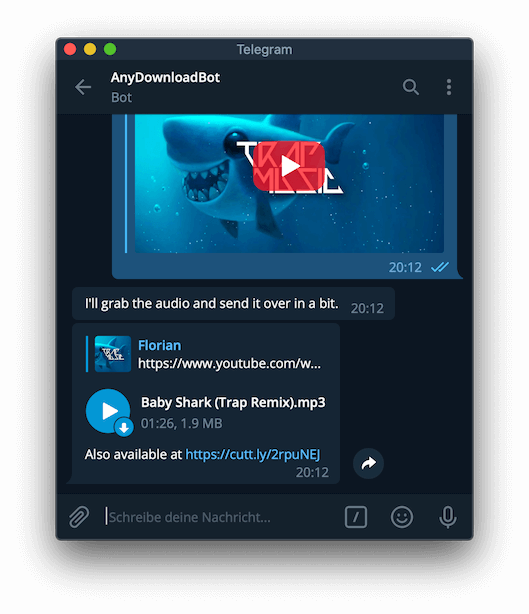 Telegram
AnyDownloadBot
Bot
TRAP
MUSIC
20:12
I'll grab the audio and send it over in a bit. 20:12
TRAP
MUSIC
Florian
https://www.youtube.com/w...
Baby Shark (Trap Remix).mp3
01:26, 1.9 MB
Also available at https://cutt.ly/2rpuNEJ
20:12
Schreibe deine Nachricht...